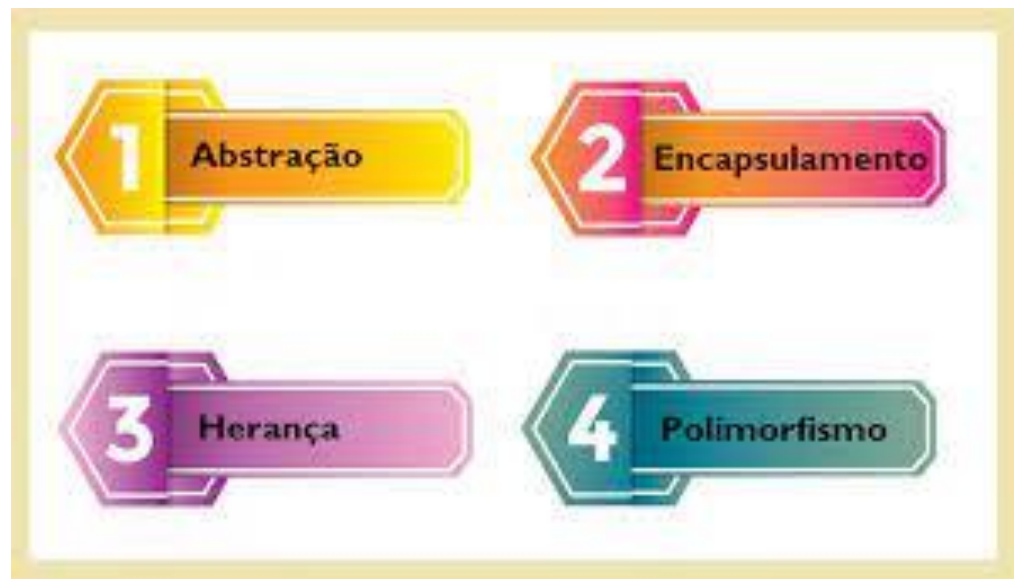 1 Abstração
2 Encapsulamento
3 Herança
4 Polimorfismo